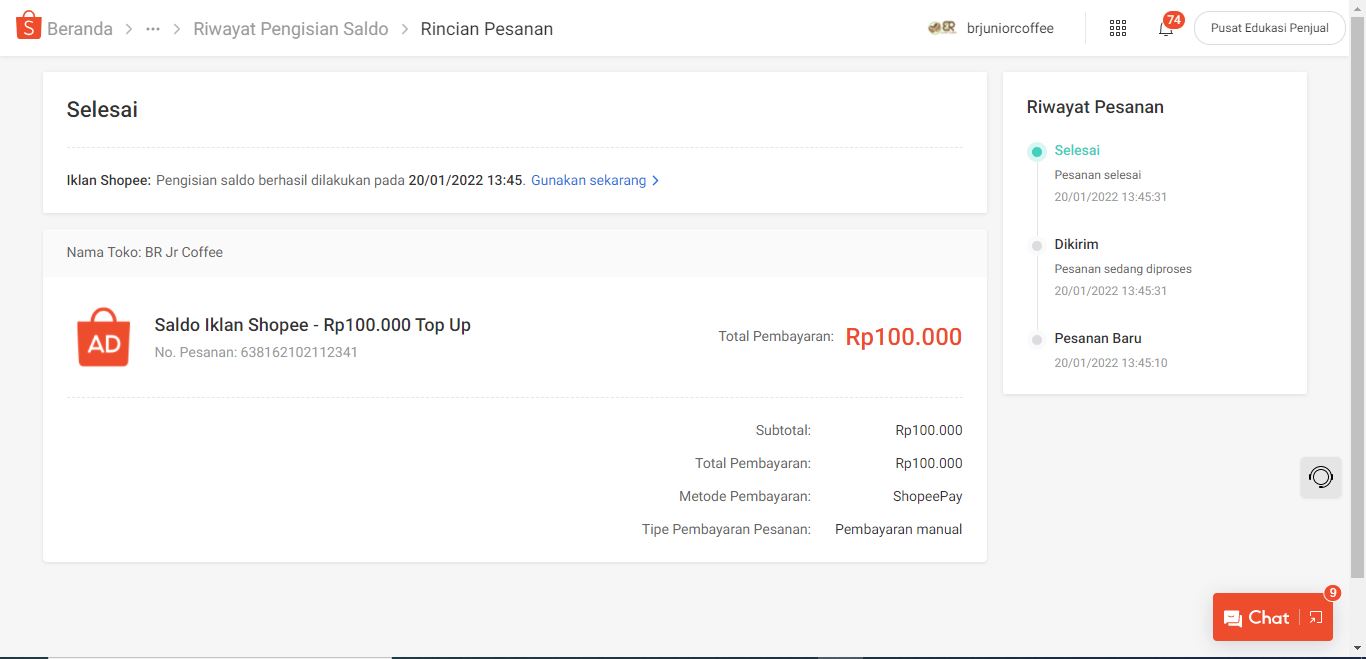 Beranda > ... > Riwayat Pengisian Saldo > Rincian Pesanan
brjuniorcoffee
74
Pusat Edukasi Penjual
Selesai
Iklan Shopee: Pengisian saldo berhasil dilakukan pada 20/01/2022 13:45. Gunakan sekarang >
Nama Toko: BR Jr Coffee
AD
Saldo Iklan Shopee - Rp100.000 Top Up
No. Pesanan: 638162102112341
Total Pembayaran: Rp100.000
Subtotal: Rp100.000
Total Pembayaran: Rp100.000
Metode Pembayaran: ShopeePay
Tipe Pembayaran Pesanan: Pembayaran manual
Riwayat Pesanan
Selesai
Pesanan selesai
20/01/2022 13:45:31
Dikirim
Pesanan sedang diproses
20/01/2022 13:45:31
Pesanan Baru
20/01/2022 13:45:10
Chat
9